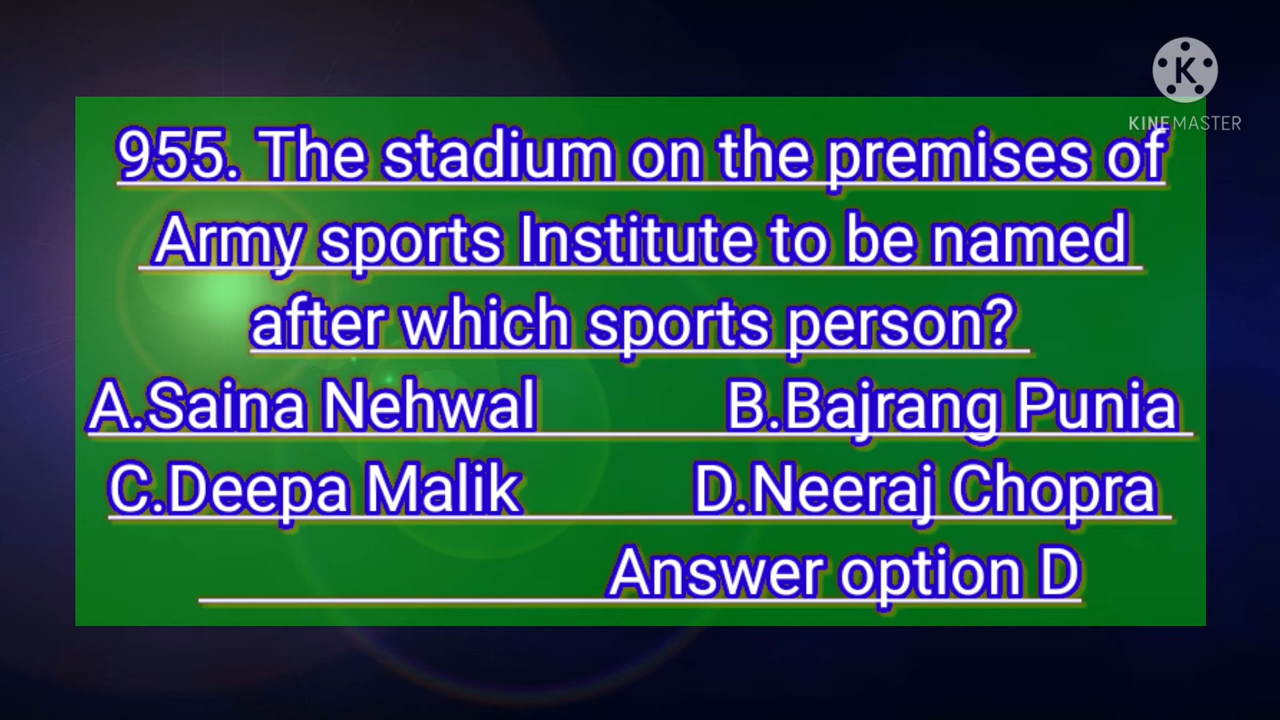 K
KINEMASTER
955. The stadium on the premises of
Army sports Institute to be named
after which sports person?
A.Saina Nehwal B.Bajrang Punia
C.Deepa Malik D.Neeraj Chopra
Answer option D